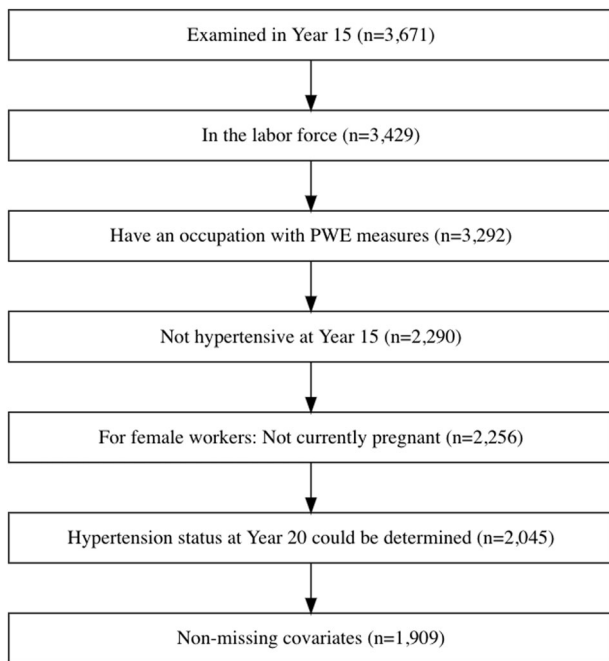 Examined in Year 15 (n=3,671)
In the labor force (n=3,429)
Have an occupation with PWE measures (n=3,292)
Not hypertensive at Year 15 (n=2,290)
For female workers: Not currently pregnant (n=2,256)
Hypertension status at Year 20 could be determined (n=2,045)
Non-missing covariates (n=1,909)